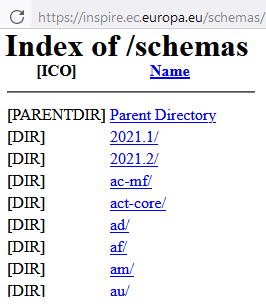 https://inspire.ec.europa.eu/schemas/
Index of /schemas
[ICO] Name
[PARENTDIR] Parent Directory
[DIR] 2021.1/
[DIR] 2021.2/
[DIR] ac-mf/
[DIR] act-core/
[DIR] ad/
[DIR] af/
[DIR] am/
[DIR] au/